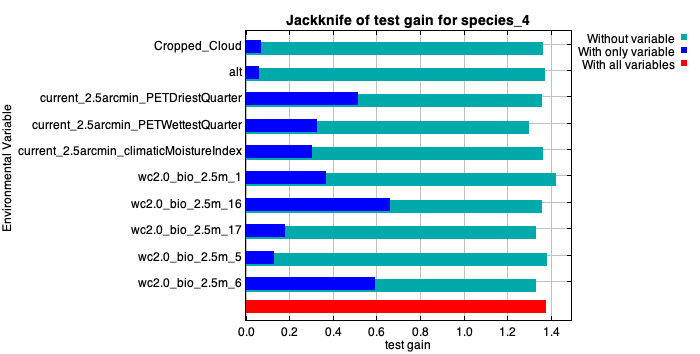 Jackknife of test gain for species_4
Without variable
With only variable
With all variables
Environmental Variable
Cropped_Cloud
alt
current_2.5arcmin_PETDriestQuarter
current_2.5arcmin_PETWettestQuarter
current_2.5arcmin_climaticMoistureIndex
wc2.0_bio_2.5m_1
wc2.0_bio_2.5m_16
wc2.0_bio_2.5m_17
wc2.0_bio_2.5m_5
wc2.0_bio_2.5m_6
0.0 0.2 0.4 0.6 0.8 1.0 1.2 1.4
test gain